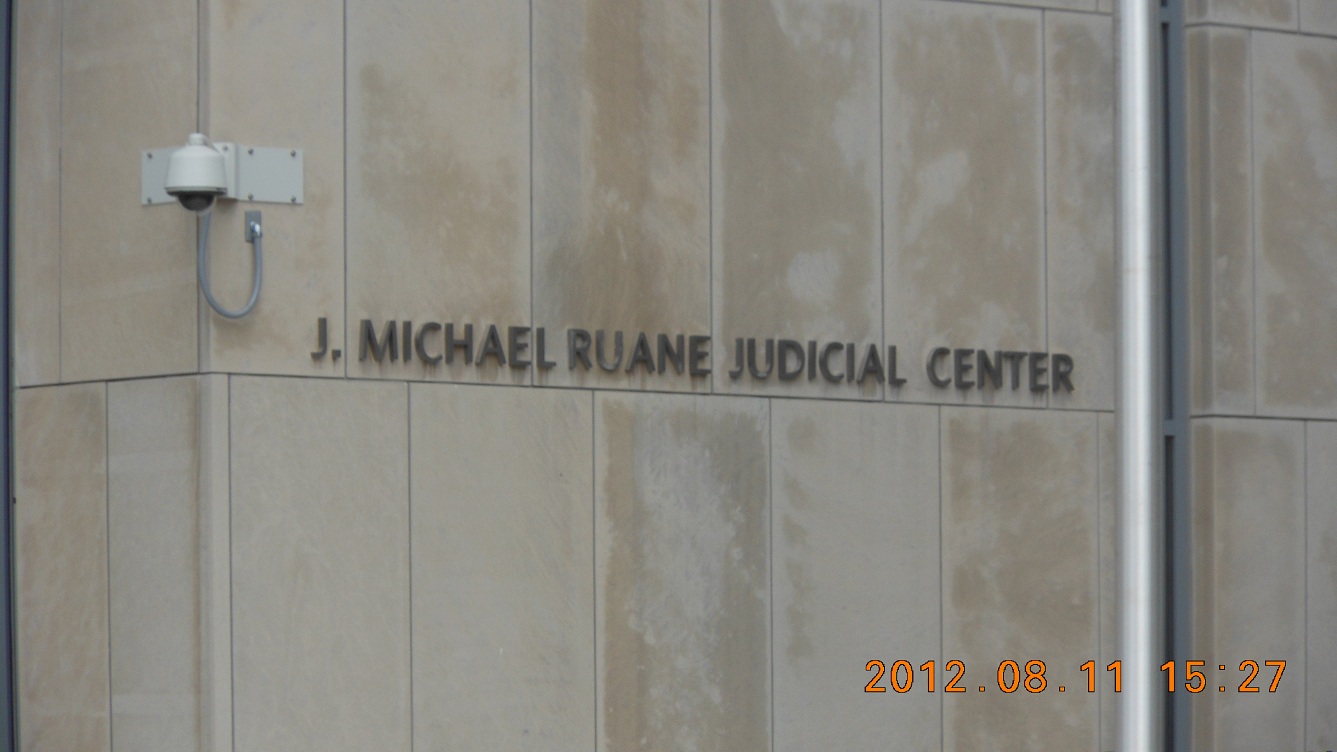 J. MICHAEL RUANE JUDICIAL CENTER
2012.08.11 15:27